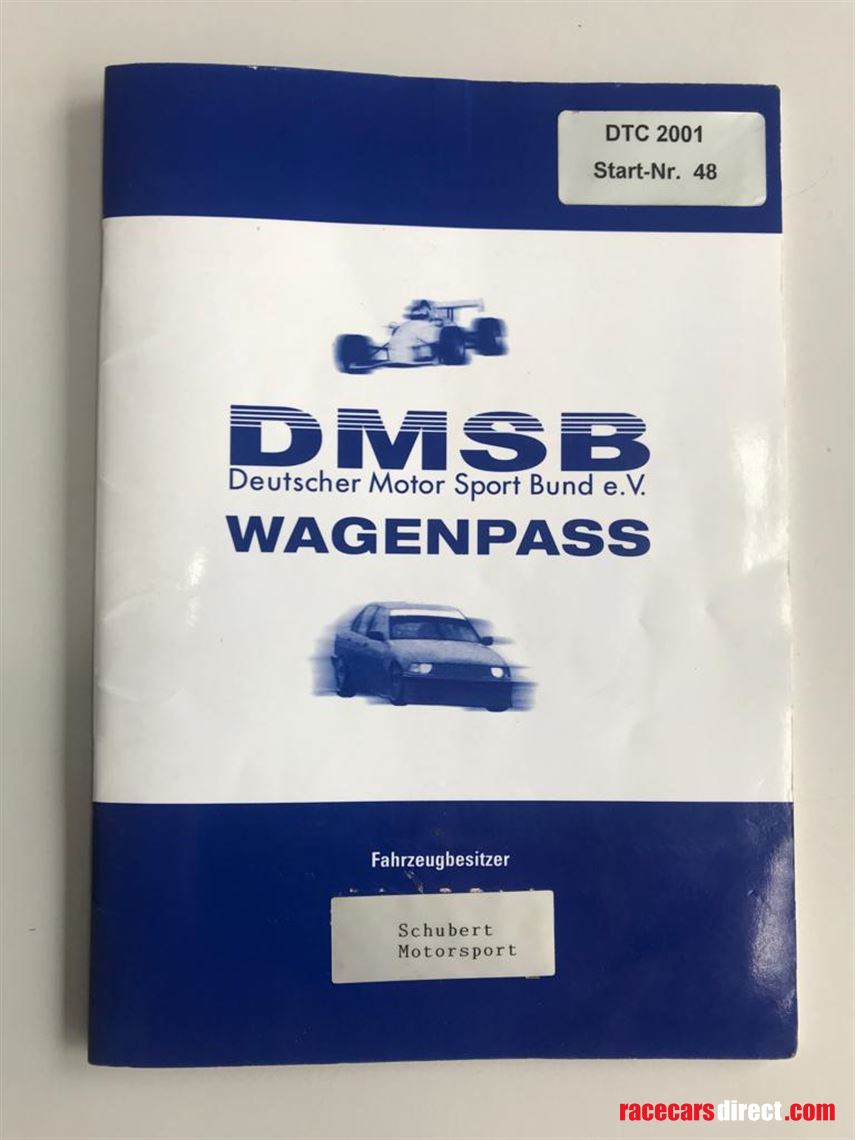 DTC 2001
Start-Nr. 48
DMSB
Deutscher Motor Sport Bund e.V.
WAGENPASS
Fahrzeugbesitzer
Schubert
Motorsport
racecarsdirect.com